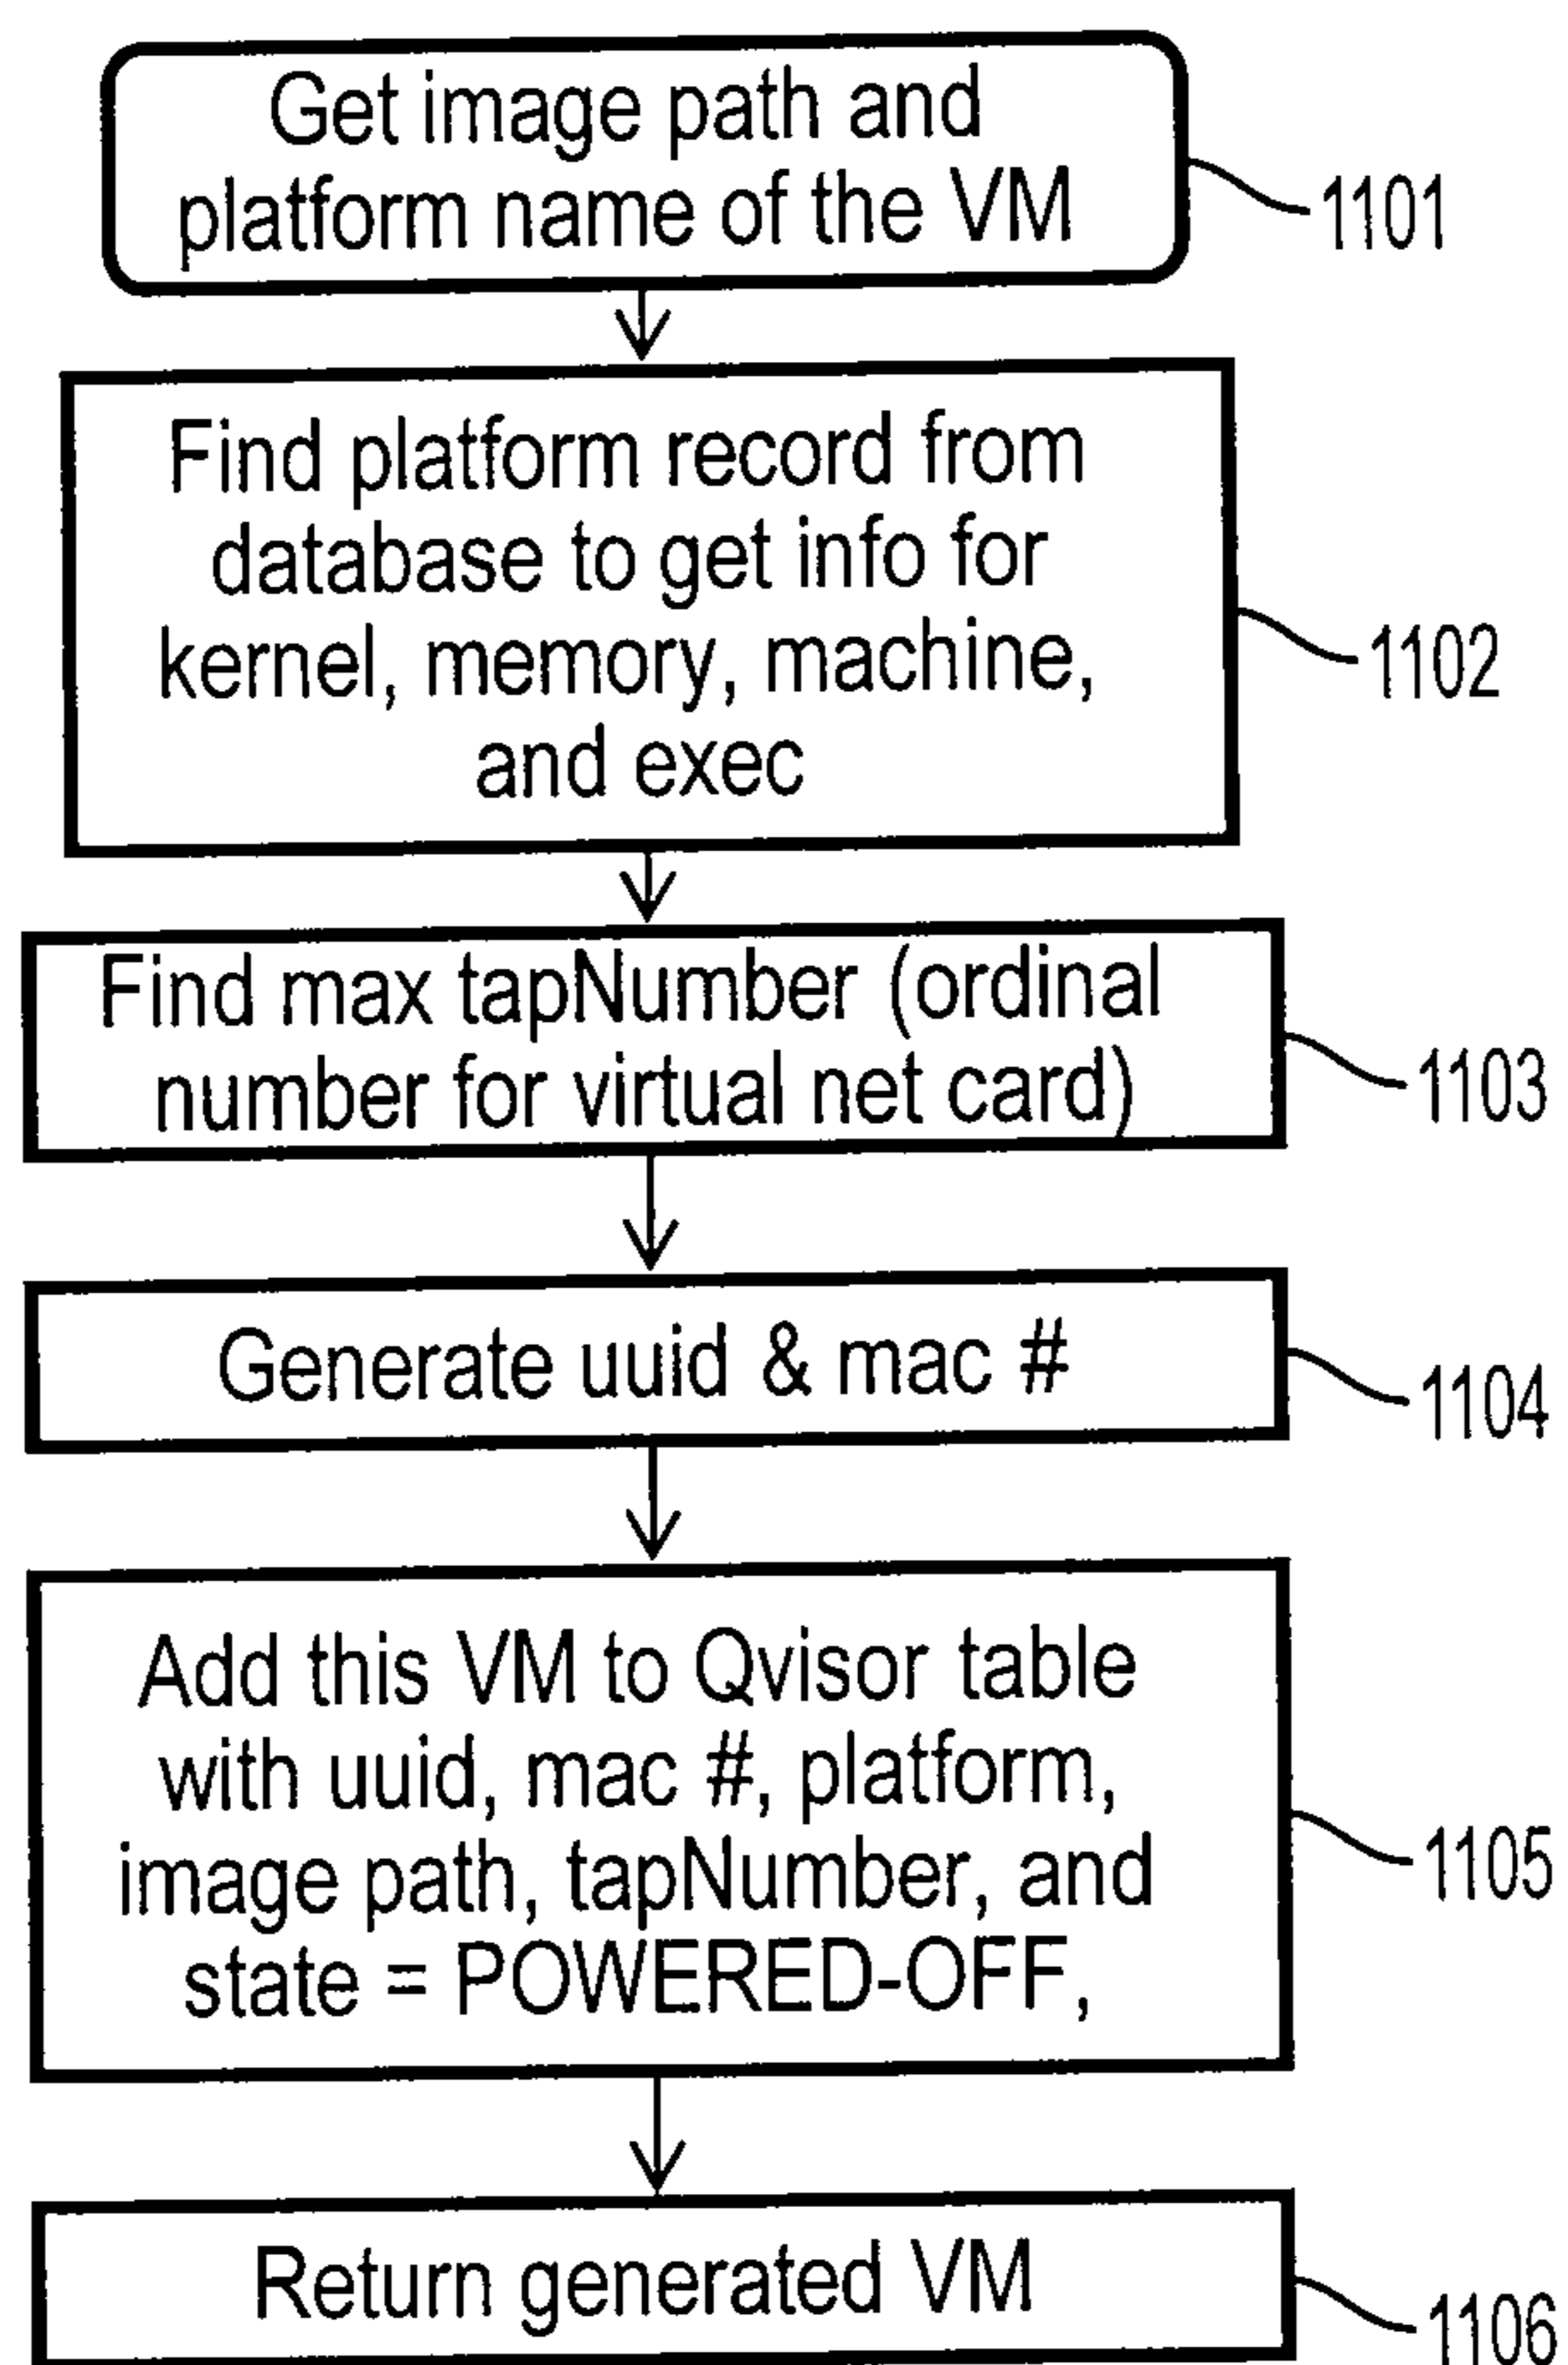 Get image path and
platform name of the VM
1101
Find platform record from
database to get info for
kernel, memory, machine,
and exec
1102
Find max tapNumber (ordinal
number for virtual net card)
1103
Generate uuid & mac #
1104
Add this VM to Qvisor table
with uuid, mac #, platform,
image path, tapNumber, and
state = POWERED-OFF,
1105
Return generated VM
1106